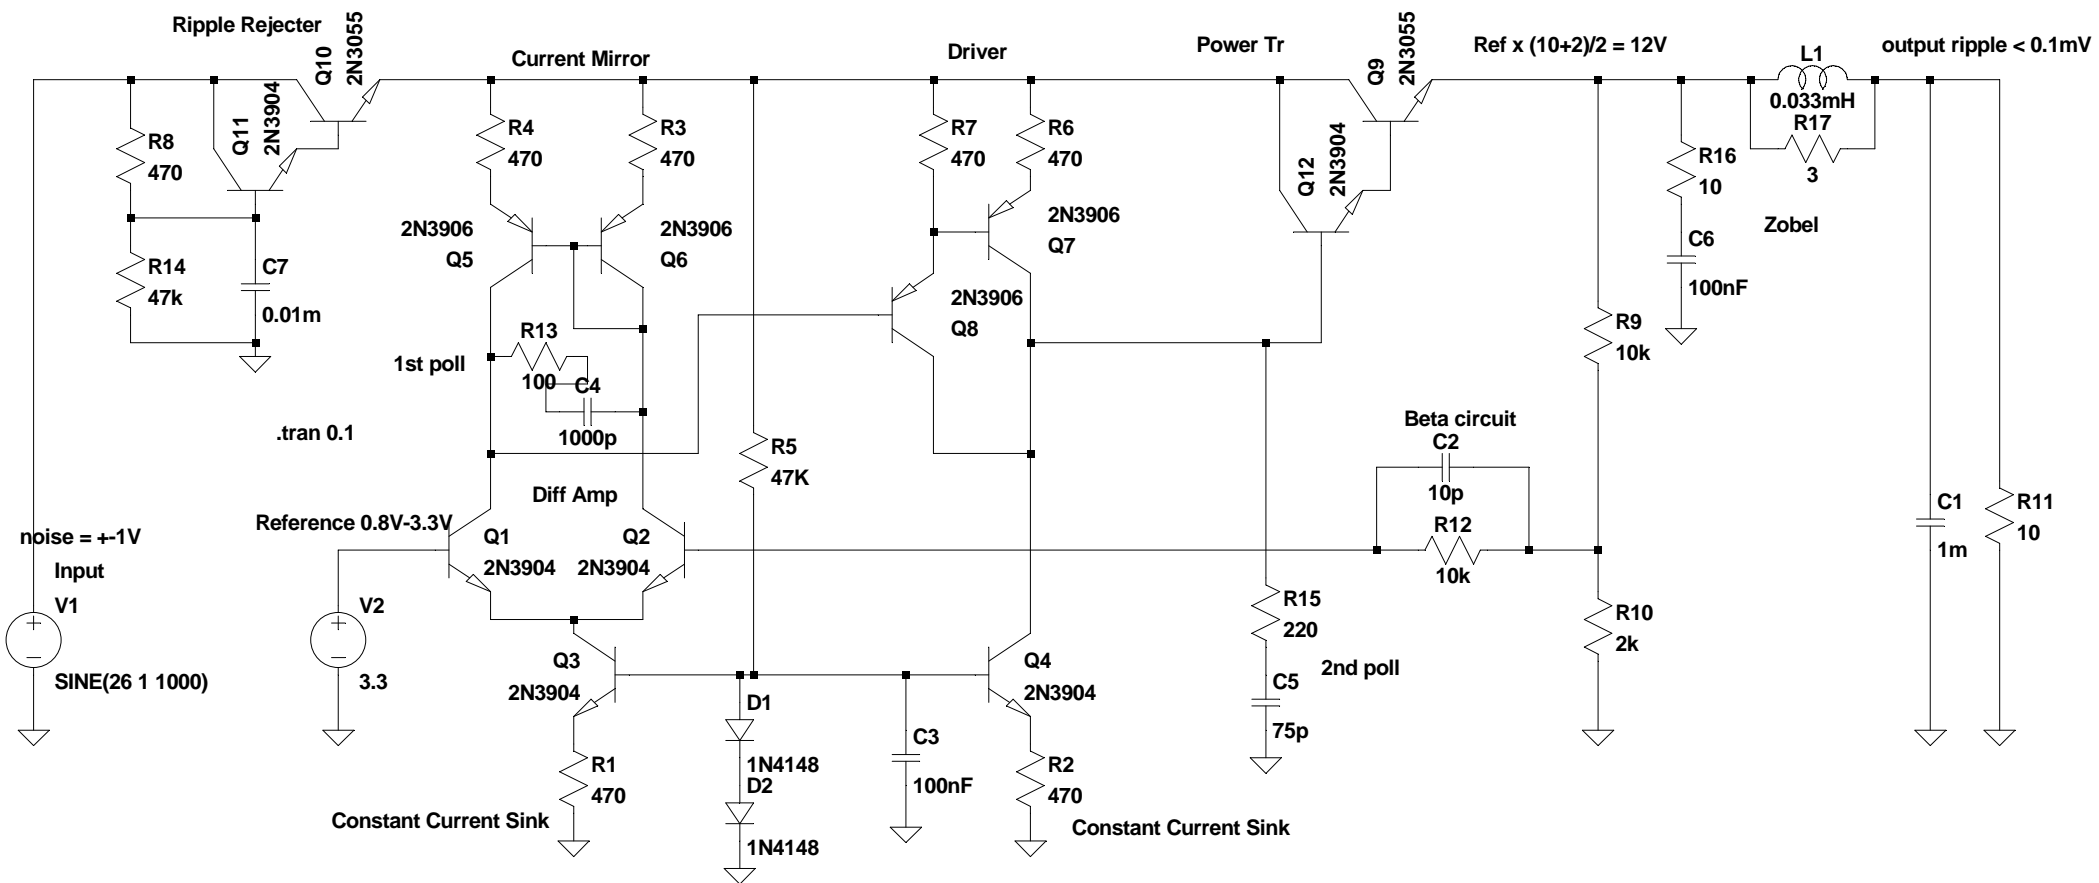 Ripple Rejecter
Q10
2N3055
Current Mirror
Driver
Power Tr
Q9
2N3055
Ref x (10+2)/2 = 12V
output ripple < 0.1mV
L1
0.033mH
R17
3
R8
470
Q11
2N3904
R4
470
R3
470
R7
470
R6
470
Q12
2N3904
R16
10
Zobel
2N3906
Q5
2N3906
Q6
2N3906
Q7
C6
100nF
R14
47k
C7
0.01m
2N3906
Q8
R9
10k
1st poll
R13
100
C4
1000p
.tran 0.1
R5
47K
Beta circuit
C2
10p
R12
10k
Diff Amp
Reference 0.8V-3.3V
Q1
2N3904
Q2
2N3904
C1
1m
R11
10
noise = +-1V
Input
V1
SINE(26 1 1000)
V2
3.3
R15
220
2nd poll
C5
75p
R10
2k
Q3
2N3904
Q4
2N3904
D1
1N4148
D2
1N4148
C3
100nF
R1
470
R2
470
Constant Current Sink
Constant Current Sink